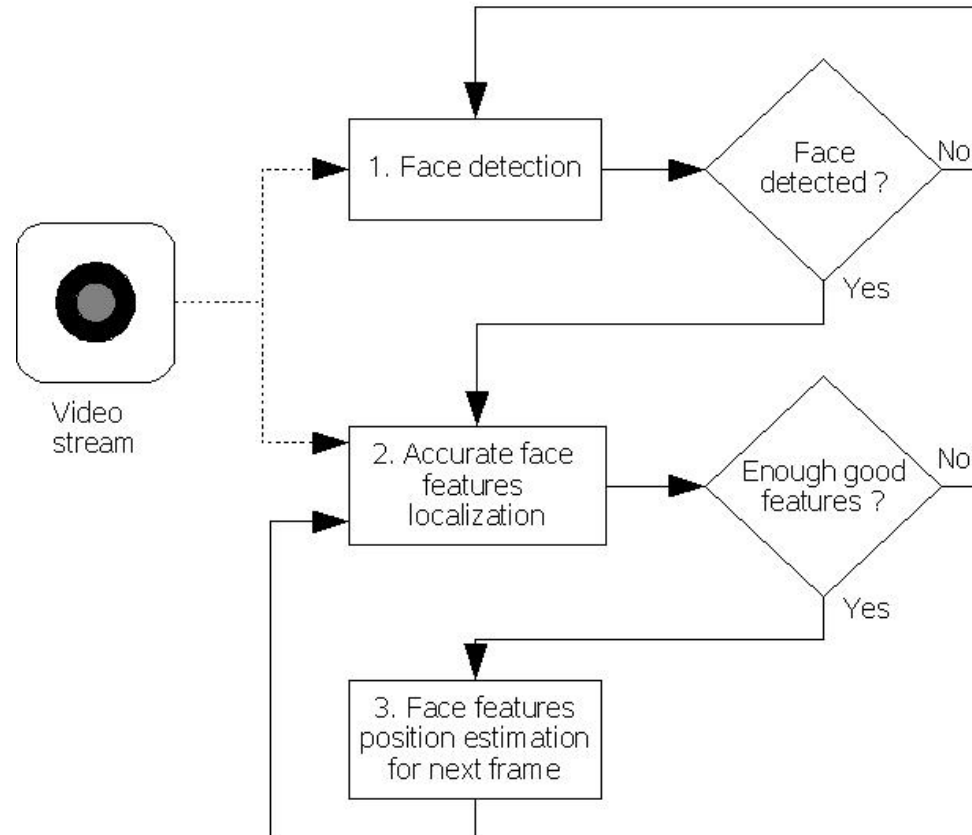 1. Face detection
Face
detected ?
No
Yes
Video
stream
2. Accurate face
features
localization
Enough good
features ?
No
Yes
3. Face features
position estimation
for next frame